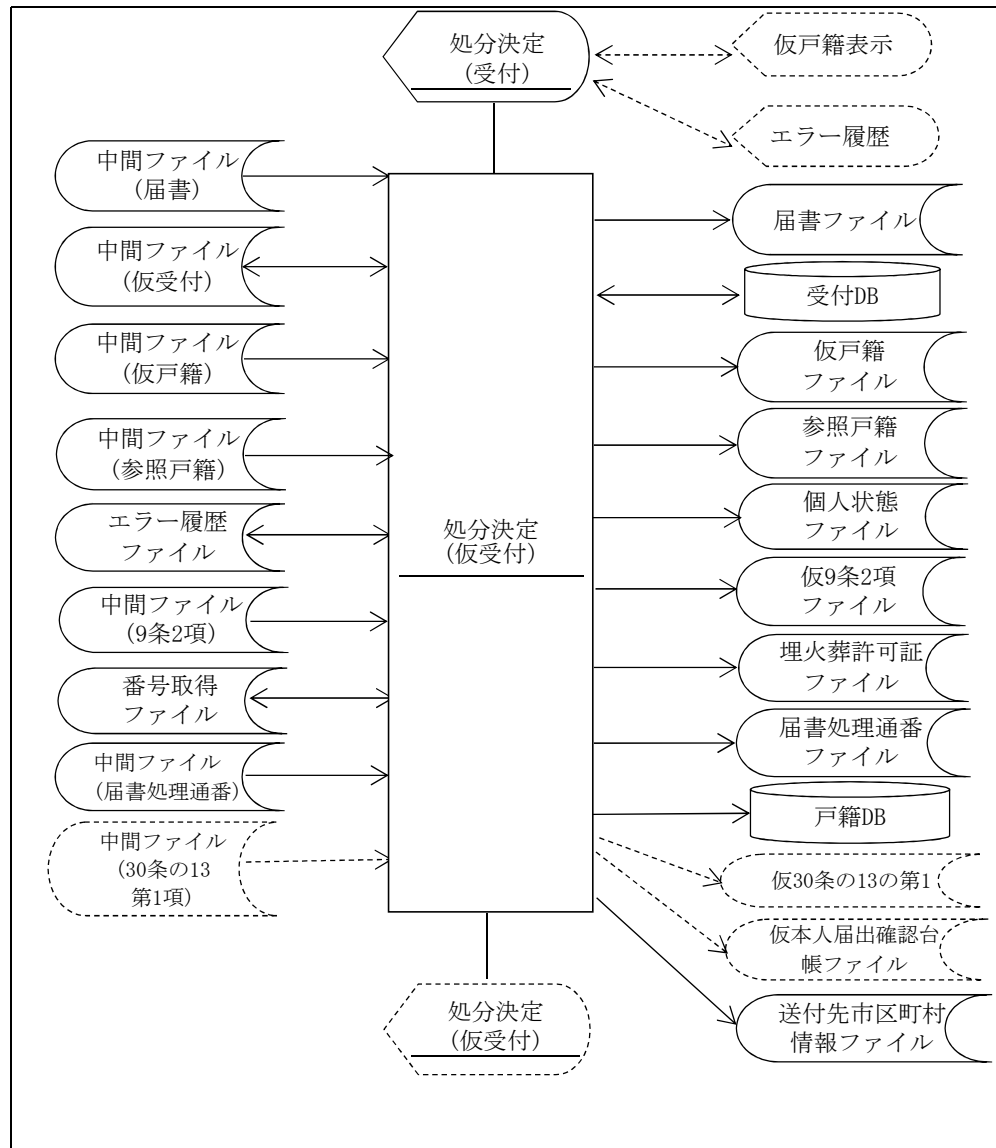 処分決定
(受付)
仮戸籍表示
エラー履歴
中間ファイル
(届書)
中間ファイル
(仮受付)
中間ファイル
(仮戸籍)
中間ファイル
(参照戸籍)
エラー履歴
ファイル
中間ファイル
(9条2項)
番号取得
ファイル
中間ファイル
(届書処理通番)
中間ファイル
(30条の13
第1項)
処分決定
(仮受付)
届書ファイル
受付DB
仮戸籍
ファイル
参照戸籍
ファイル
個人状態
ファイル
仮9条2項
ファイル
埋火葬許可証
ファイル
届書処理通番
ファイル
戸籍DB
仮30条の13の第1
仮本人届出確認台
帳ファイル
送付先市区町村
情報ファイル
処分決定
(仮受付)